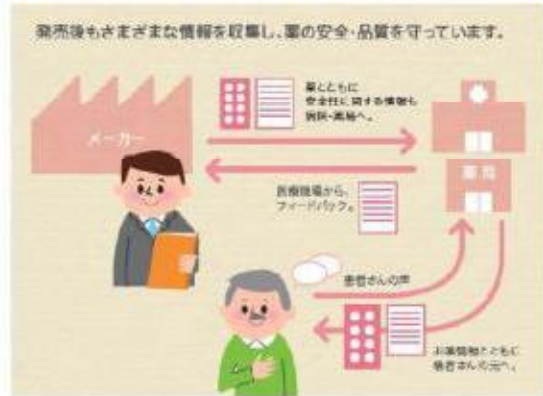 発売後もさまざまな情報を収集し、薬の安全・品質を守っています。
メーカー
薬とともに
安全性に関する情報も
病院・薬局へ。
薬局
医療現場から、
フィードバック。
患者さんの声
お薬情報とともに
患者さんの元へ。